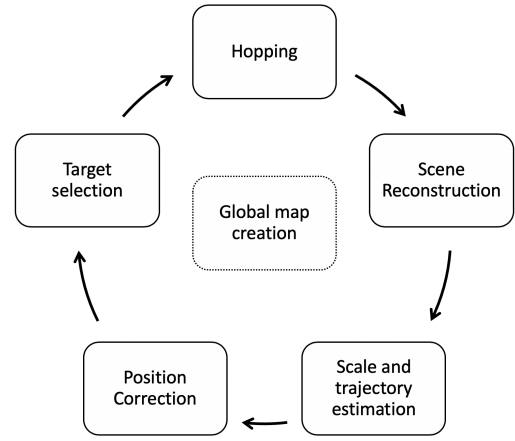 Hopping
Target
selection
Scene
Reconstruction
Global map
creation
Position
Correction
Scale and
trajectory
estimation